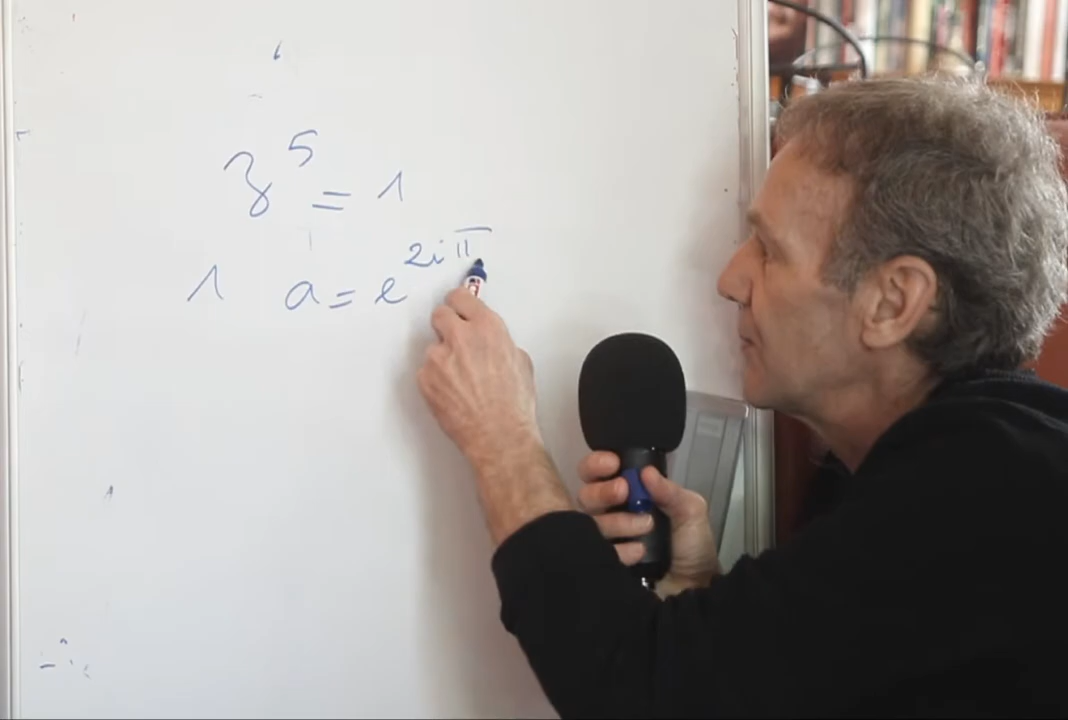 z⁵ = 1
1 a = e^{2iπ}